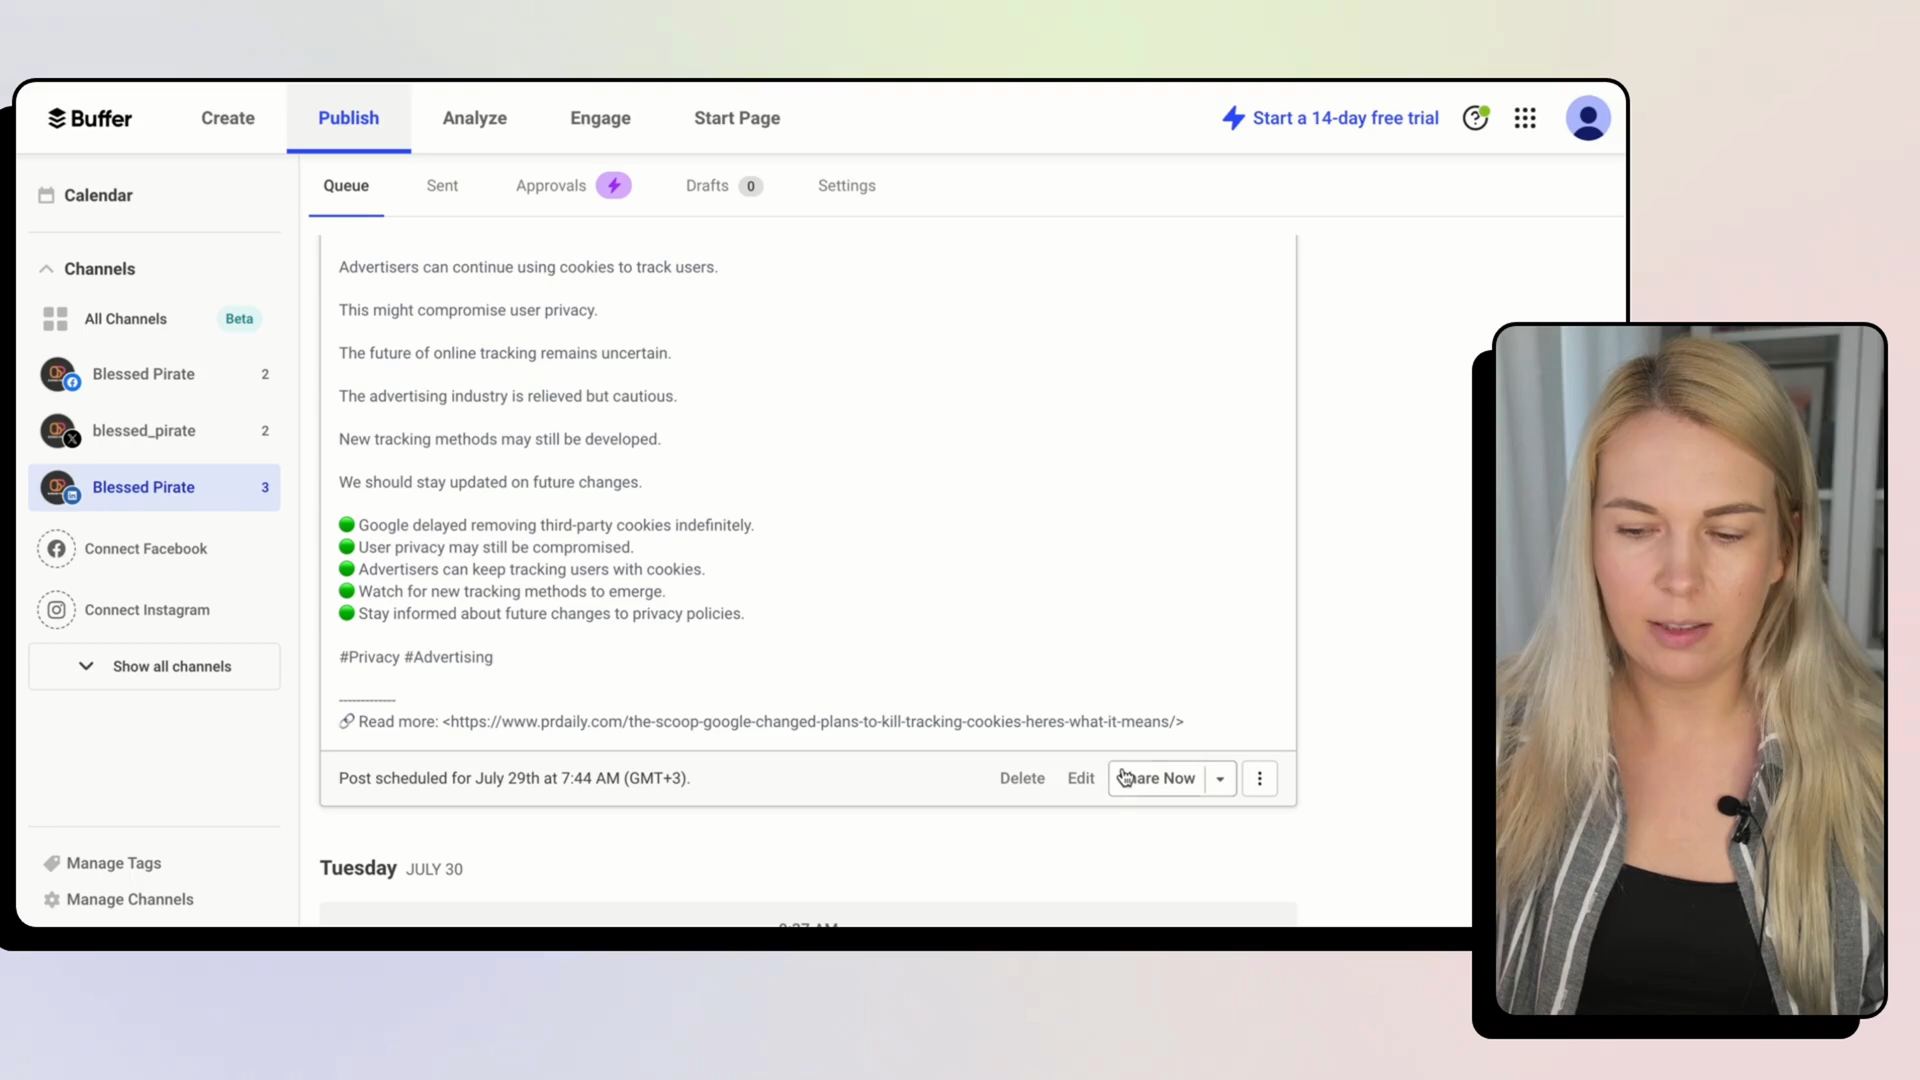 Buffer
Create
Publish
Analyze
Engage
Start Page
Start a 14-day free trial
Calendar
Channels
All Channels
Beta
Blessed Pirate
2
blessed_pirate
2
Blessed Pirate
3
Connect Facebook
Connect Instagram
Show all channels
Manage Tags
Manage Channels
Queue
Sent
Approvals
Drafts
0
Settings
Advertisers can continue using cookies to track users.
This might compromise user privacy.
The future of online tracking remains uncertain.
The advertising industry is relieved but cautious.
New tracking methods may still be developed.
We should stay updated on future changes.
🟢 Google delayed removing third-party cookies indefinitely.
🟢 User privacy may still be compromised.
🟢 Advertisers can keep tracking users with cookies.
🟢 Watch for new tracking methods to emerge.
🟢 Stay informed about future changes to privacy policies.
#Privacy #Advertising
-------------
🔗 Read more: <https://www.prdaily.com/the-scoop-google-changed-plans-to-kill-tracking-cookies-heres-what-it-means/>
Post scheduled for July 29th at 7:44 AM (GMT+3).
Delete
Edit
Share Now
Tuesday JULY 30